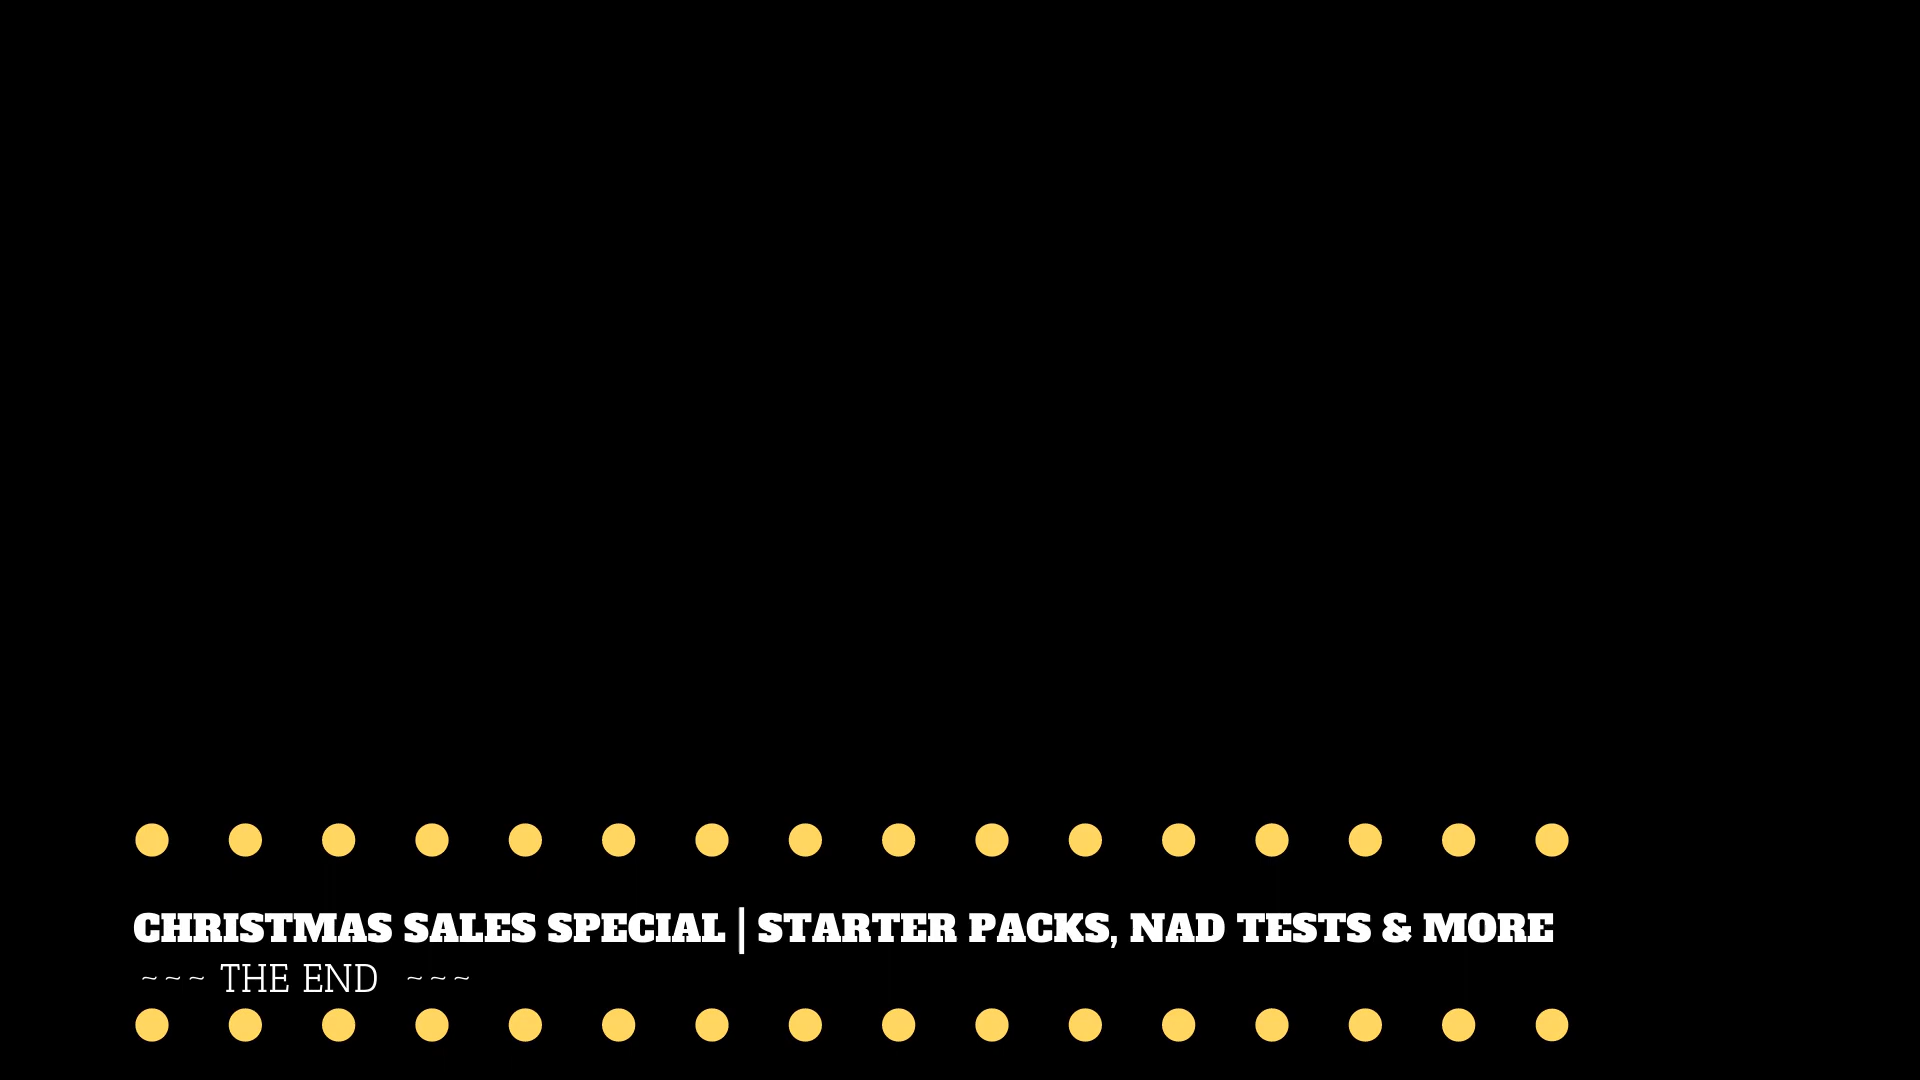 CHRISTMAS SALES SPECIAL | STARTER PACKS, NAD TESTS & MORE
~~~ THE END ~~~